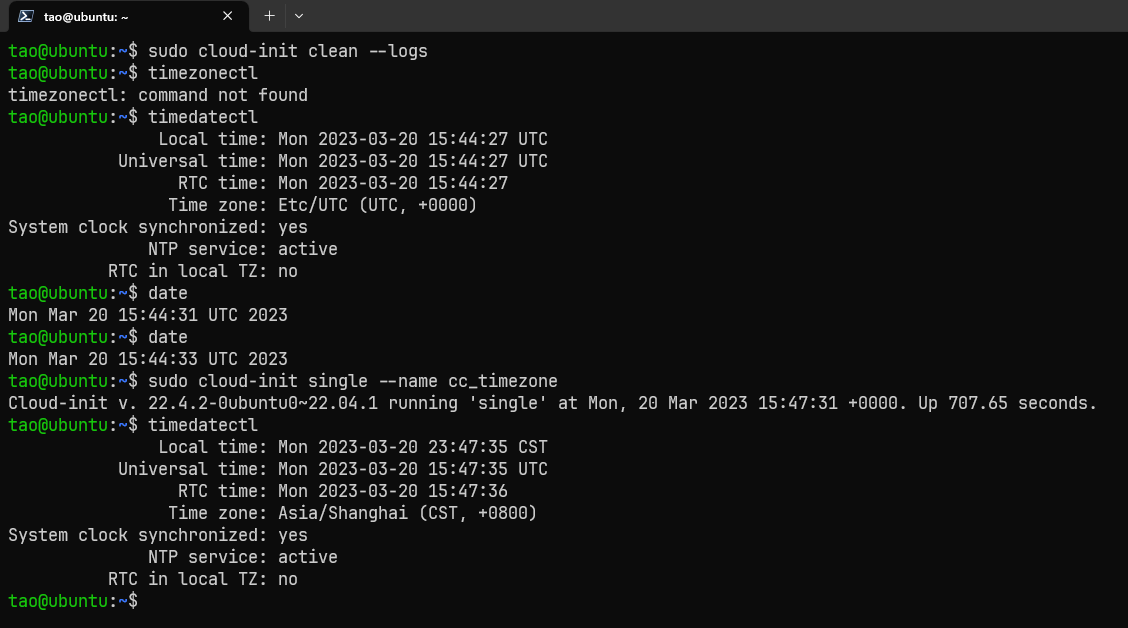 tao@ubuntu: ~
tao@ubuntu:~$ sudo cloud-init clean --logs
tao@ubuntu:~$ timezonectl
timezonectl: command not found
tao@ubuntu:~$ timedatectl
Local time: Mon 2023-03-20 15:44:27 UTC
Universal time: Mon 2023-03-20 15:44:27 UTC
RTC time: Mon 2023-03-20 15:44:27
Time zone: Etc/UTC (UTC, +0000)
System clock synchronized: yes
NTP service: active
RTC in local TZ: no
tao@ubuntu:~$ date
Mon Mar 20 15:44:31 UTC 2023
tao@ubuntu:~$ date
Mon Mar 20 15:44:33 UTC 2023
tao@ubuntu:~$ sudo cloud-init single --name cc_timezone
Cloud-init v. 22.4.2-0ubuntu0~22.04.1 running 'single' at Mon, 20 Mar 2023 15:47:31 +0000. Up 707.65 seconds.
tao@ubuntu:~$ timedatectl
Local time: Mon 2023-03-20 23:47:35 CST
Universal time: Mon 2023-03-20 15:47:35 UTC
RTC time: Mon 2023-03-20 15:47:36
Time zone: Asia/Shanghai (CST, +0800)
System clock synchronized: yes
NTP service: active
RTC in local TZ: no
tao@ubuntu:~$